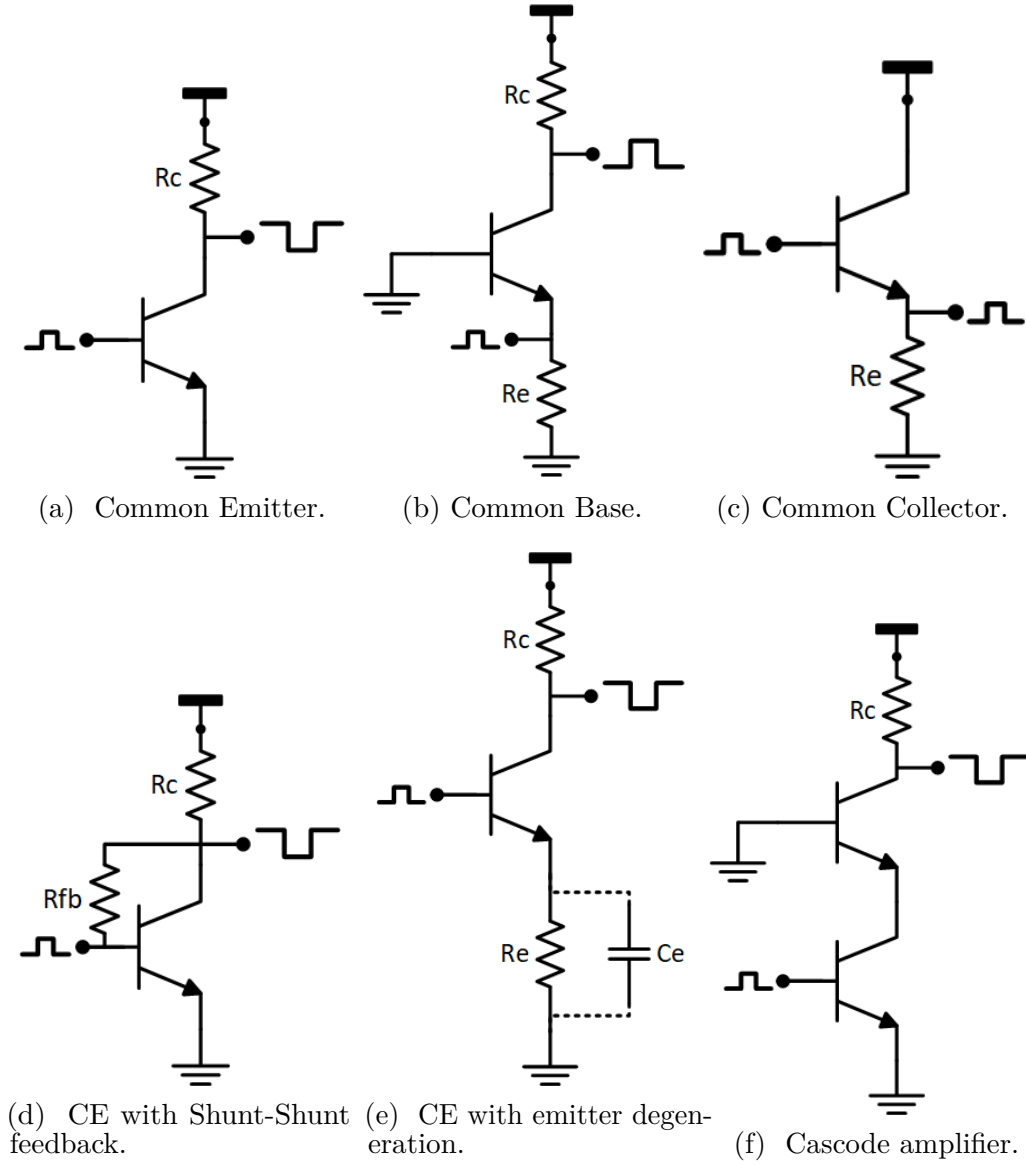 Rc
Rc
Re
Re
(a) Common Emitter.
(b) Common Base.
(c) Common Collector.
Rc
Rfb
Rc
Re
Ce
Rc
(d) CE with Shunt-Shunt
feedback.
(e) CE with emitter degen-
eration.
(f) Cascode amplifier.